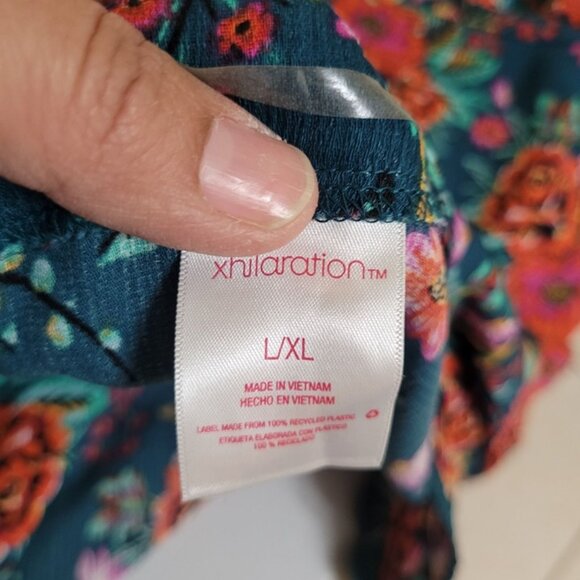 xhilaration™
L/XL
MADE IN VIETNAM
HECHO EN VIETNAM
LABEL MADE FROM 100% RECYCLED PLASTIC
ETIQUETA ELABORADA CON PLASTICO
100 % RECICLADO